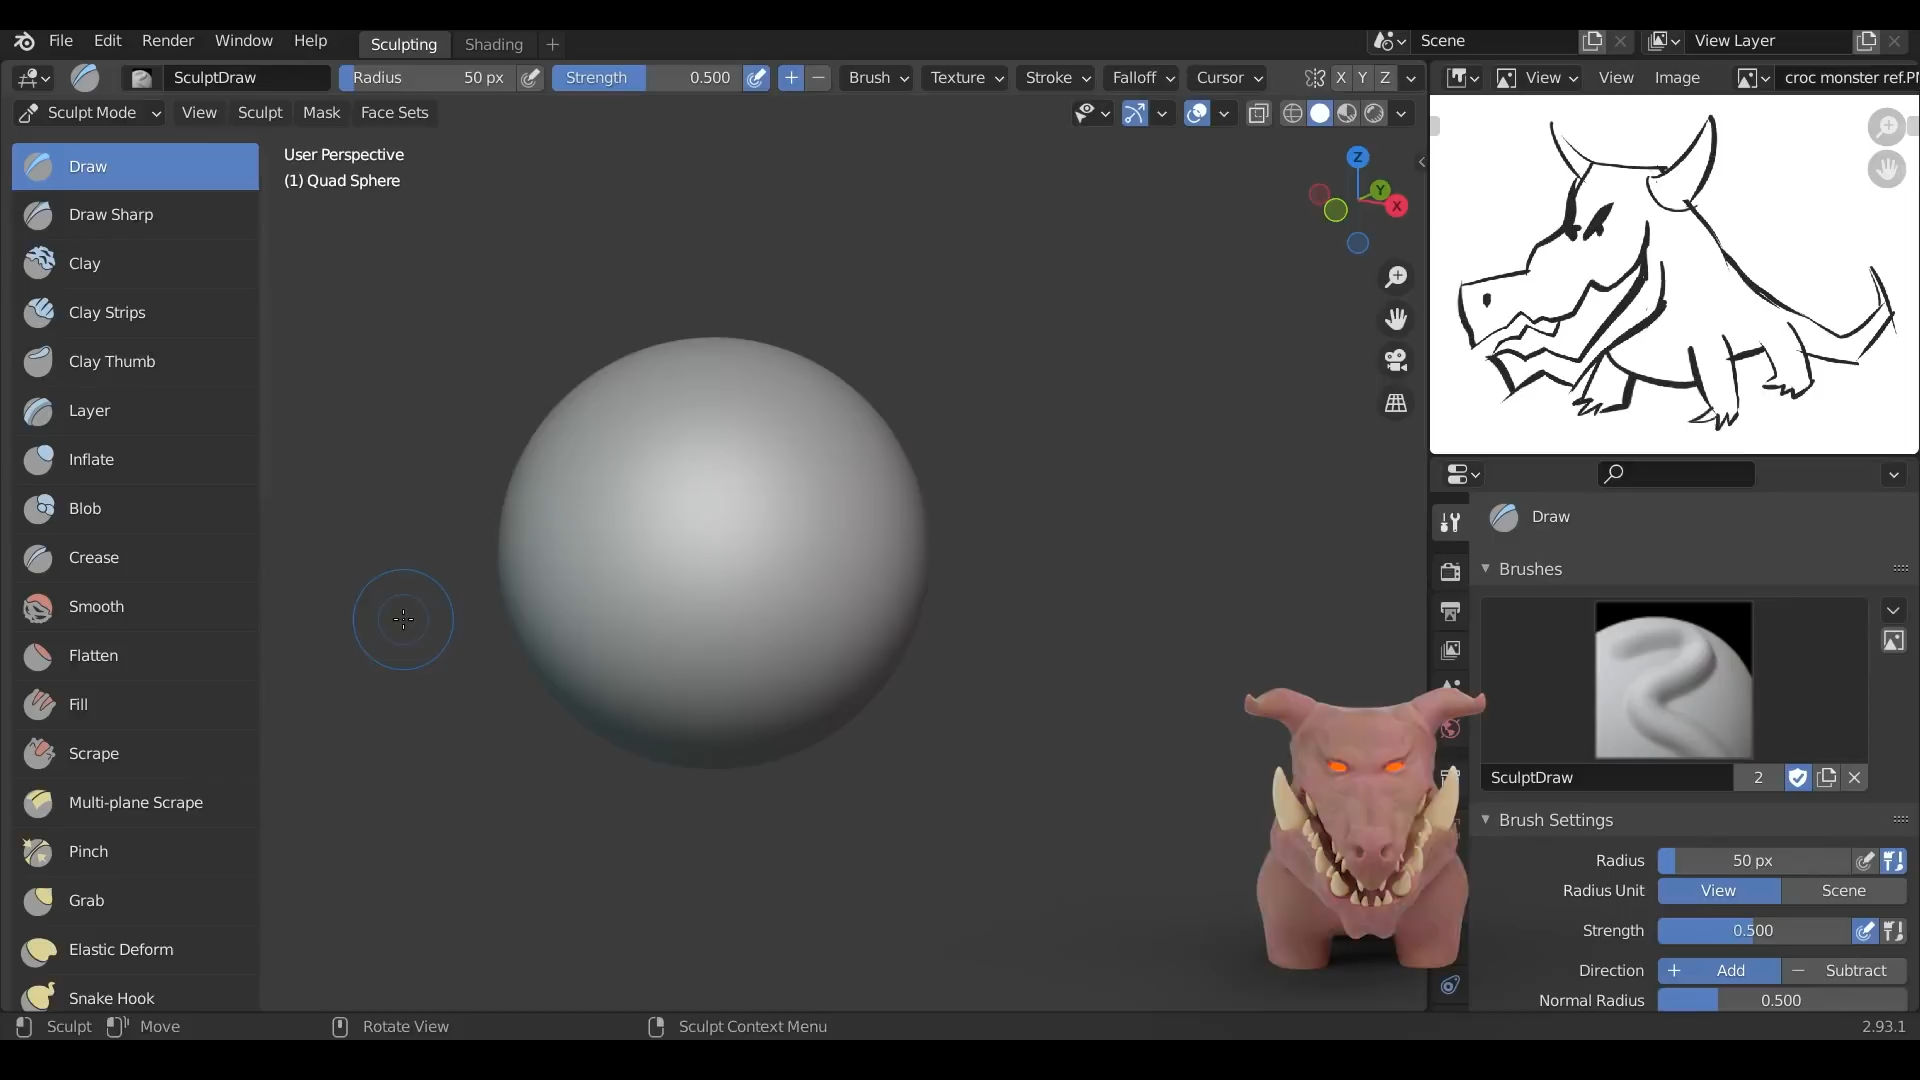 File Edit Render Window Help Sculpting Shading + Scene View Layer
SculptDraw Radius 50 px Strength 0.500 Brush Texture Stroke Falloff Cursor X Y Z View View Image croc monster ref.P
Sculpt Mode View Sculpt Mask Face Sets
User Perspective
(1) Quad Sphere
Z
Y
X
Draw
Draw Sharp
Clay
Clay Strips
Clay Thumb
Layer
Inflate
Blob
Crease
Smooth
Flatten
Fill
Scrape
Multi-plane Scrape
Pinch
Grab
Elastic Deform
Snake Hook
Draw
Brushes
SculptDraw 2
Brush Settings
Radius 50 px
Radius Unit View Scene
Strength 0.500
Direction + Add − Subtract
Normal Radius 0.500
Sculpt Move Rotate View Sculpt Context Menu 2.93.1